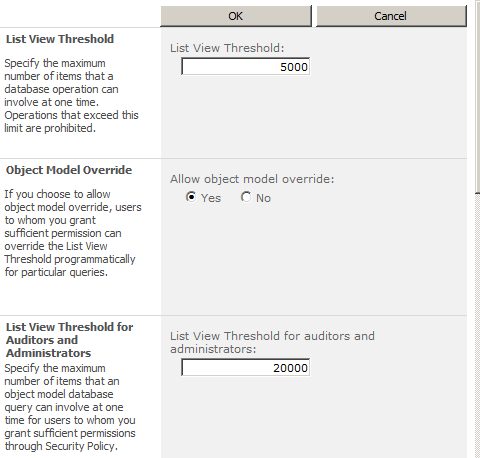 OK Cancel
List View Threshold
Specify the maximum
number of items that a
database operation can
involve at one time.
Operations that exceed this
limit are prohibited.
List View Threshold:
5000
Object Model Override
If you choose to allow
object model override, users
to whom you grant
sufficient permission can
override the List View
Threshold programmatically
for particular queries.
Allow object model override:
Yes No
List View Threshold for
Auditors and
Administrators
Specify the maximum
number of items that an
object model database
query can involve at one
time for users to whom you
grant sufficient permissions
through Security Policy.
List View Threshold for auditors and
administrators:
20000